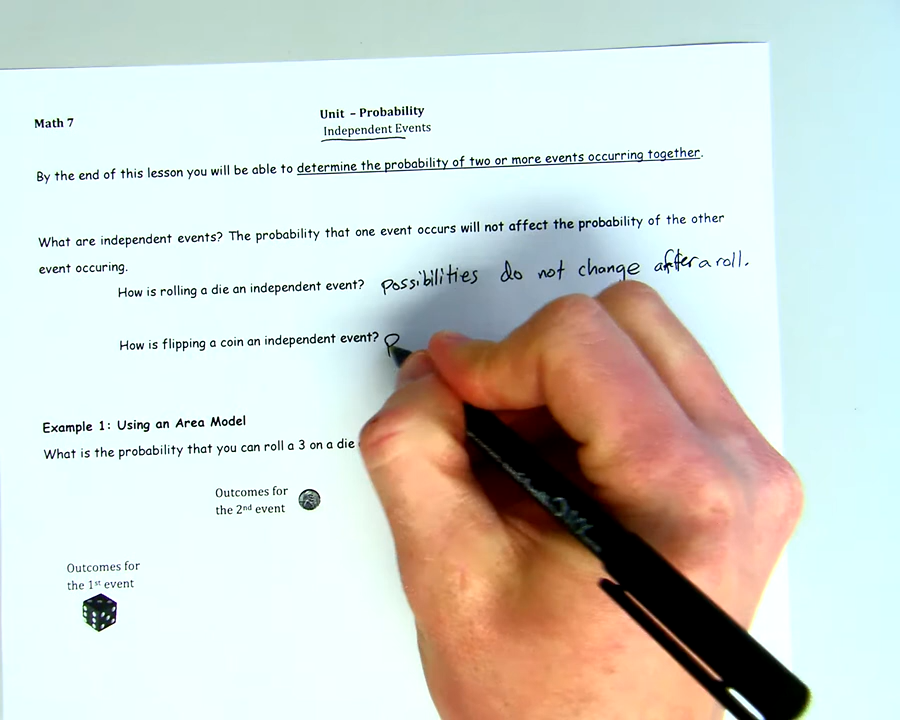 Math 7
Unit - Probability
Independent Events
By the end of this lesson you will be able to determine the probability of two or more events occurring together.
What are independent events? The probability that one event occurs will not affect the probability of the other
event occuring.
How is rolling a die an independent event? possibilities do not change after a roll.
How is flipping a coin an independent event? P
Example 1: Using an Area Model
What is the probability that you can roll a 3 on a die
Outcomes for
the 2nd event
Outcomes for
the 1st event